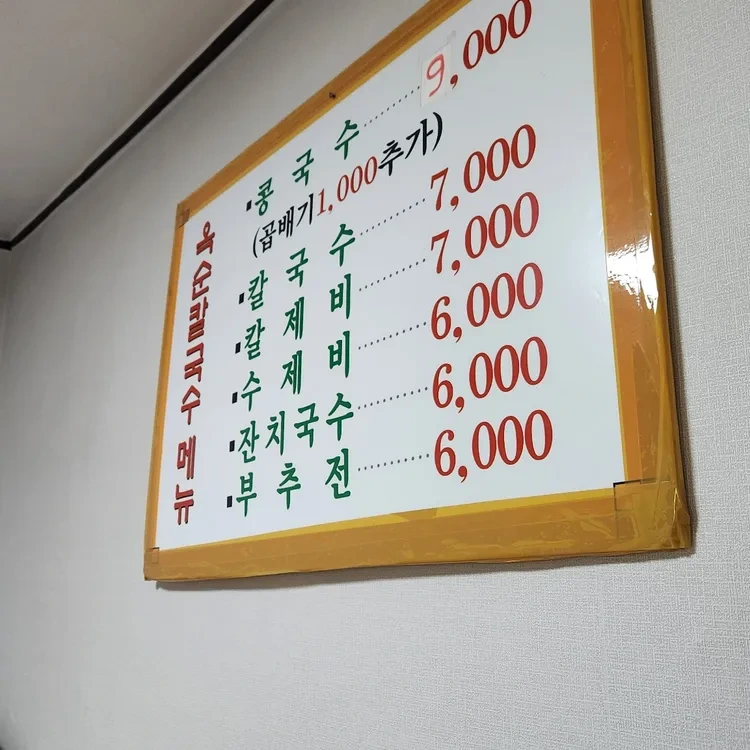 옥순칼국수 메뉴
콩국수 9,000
(곱배기1,000추가)
칼국수 7,000
칼제비 7,000
수제비 6,000
잔치국수 6,000
부추전 6,000